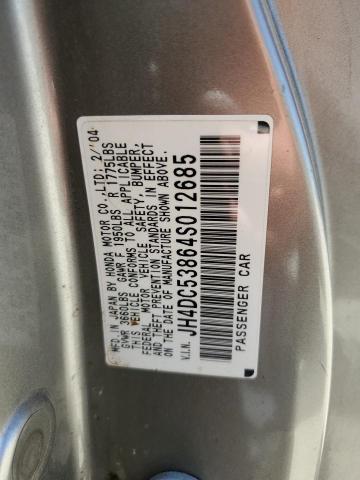 MFD. IN JAPAN BY HONDA MOTOR CO.,LTD: 2/'04
GVWR 3660LBS GAWR F 1950LBS R 1775LBS
THIS VEHICLE CONFORMS TO ALL APPLICABLE
FEDERAL MOTOR VEHICLE SAFETY, BUMPER,
AND THEFT PREVENTION STANDARDS IN EFFECT
ON THE DATE OF MANUFACTURE SHOWN ABOVE.
V.I.N. JH4DC53864S012685
PASSENGER CAR